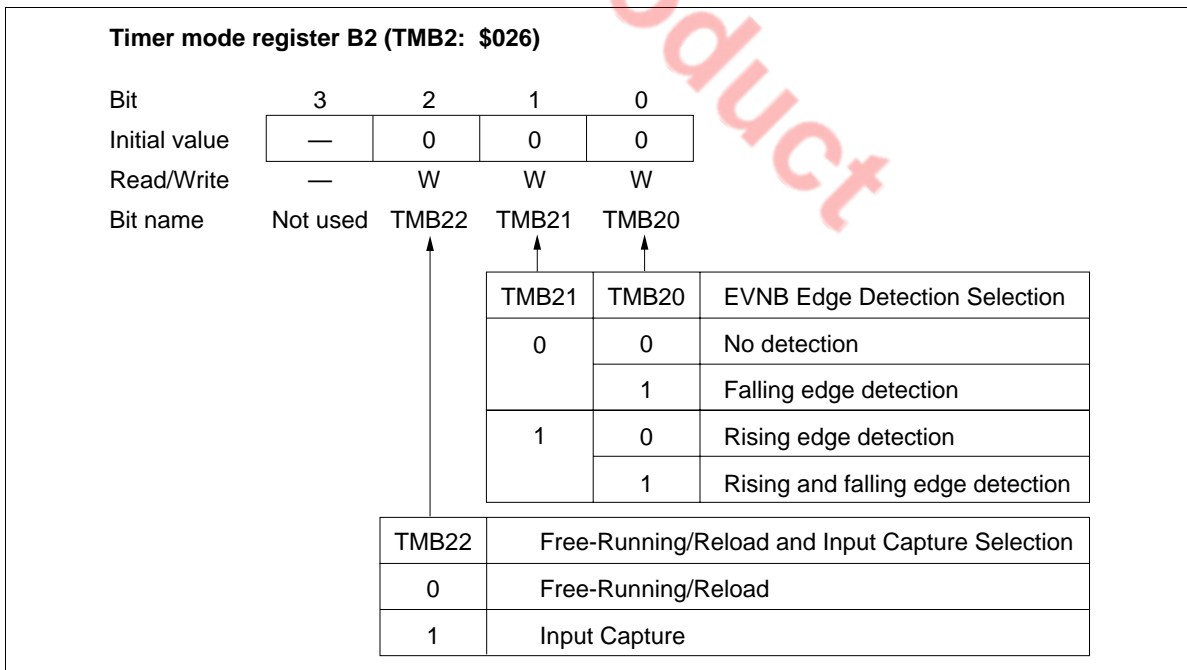 Timer mode register B2 (TMB2: $026)
Bit 3 2 1 0
Initial value — 0 0 0
Read/Write — W W W
Bit name Not used TMB22 TMB21 TMB20
TMB21 TMB20 EVNB Edge Detection Selection
0 0 No detection
1 Falling edge detection
1 0 Rising edge detection
1 Rising and falling edge detection
TMB22 Free-Running/Reload and Input Capture Selection
0 Free-Running/Reload
1 Input Capture